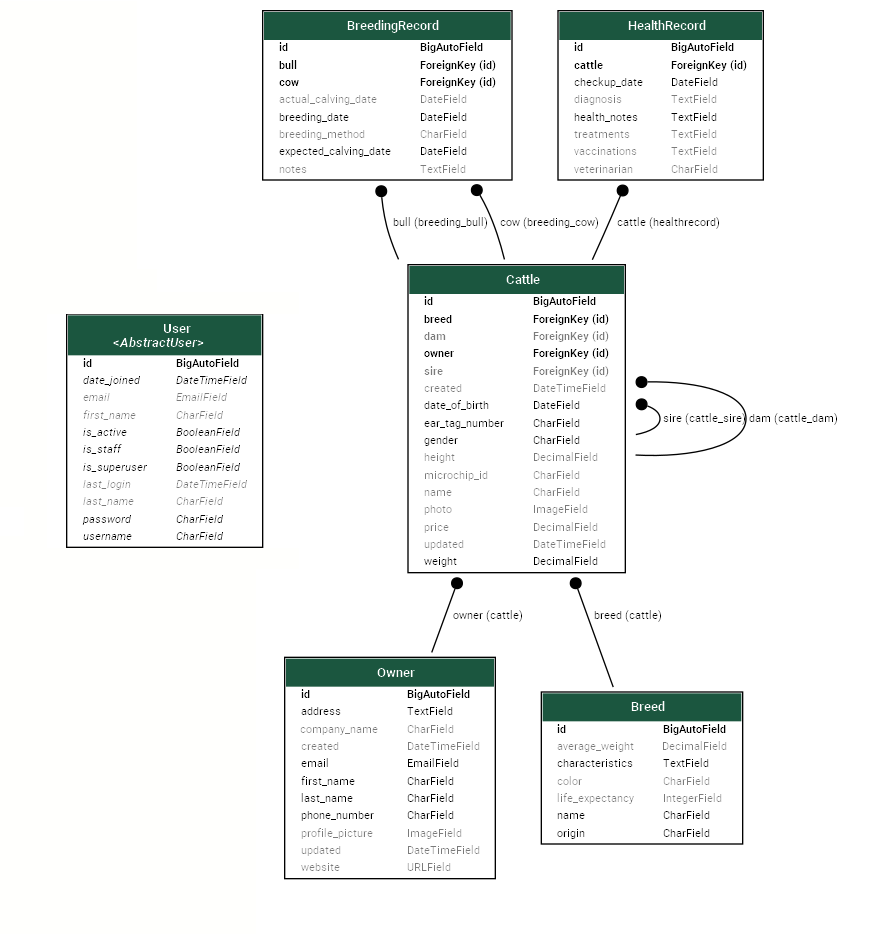 BreedingRecord
id BigAutoField
bull ForeignKey (id)
cow ForeignKey (id)
actual_calving_date DateField
breeding_date DateField
breeding_method CharField
expected_calving_date DateField
notes TextField
HealthRecord
id BigAutoField
cattle ForeignKey (id)
checkup_date DateField
diagnosis TextField
health_notes TextField
treatments TextField
vaccinations TextField
veterinarian CharField
bull (breeding_bull)
cow (breeding_cow)
cattle (healthrecord)
Cattle
id BigAutoField
breed ForeignKey (id)
dam ForeignKey (id)
owner ForeignKey (id)
sire ForeignKey (id)
created DateTimeField
date_of_birth DateField
ear_tag_number CharField
gender CharField
height DecimalField
microchip_id CharField
name CharField
photo ImageField
price DecimalField
updated DateTimeField
weight DecimalField
sire (cattle_sire)
dam (cattle_dam)
User
<AbstractUser>
id BigAutoField
date_joined DateTimeField
email EmailField
first_name CharField
is_active BooleanField
is_staff BooleanField
is_superuser BooleanField
last_login DateTimeField
last_name CharField
password CharField
username CharField
owner (cattle)
breed (cattle)
Owner
id BigAutoField
address TextField
company_name CharField
created DateTimeField
email EmailField
first_name CharField
last_name CharField
phone_number CharField
profile_picture ImageField
updated DateTimeField
website URLField
Breed
id BigAutoField
average_weight DecimalField
characteristics TextField
color CharField
life_expectancy IntegerField
name CharField
origin CharField